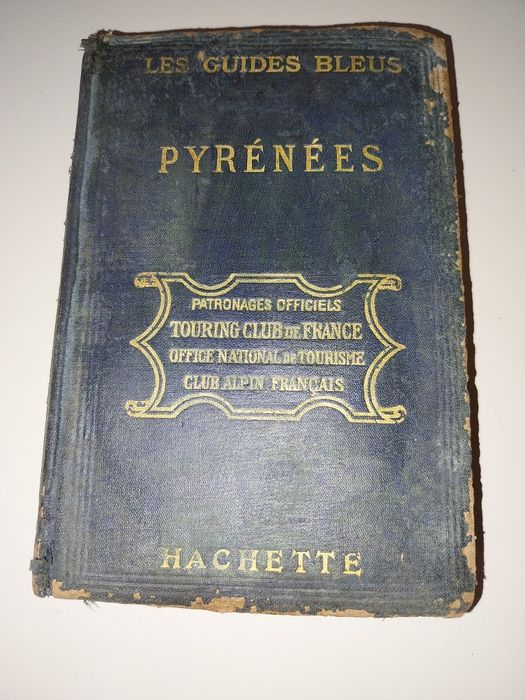 LES GUIDES BLEUS
PYRÉNÉES
PATRONAGES OFFICIELS
TOURING CLUB DE FRANCE
OFFICE NATIONAL DE TOURISME
CLUB ALPIN FRANÇAIS
HACHETTE